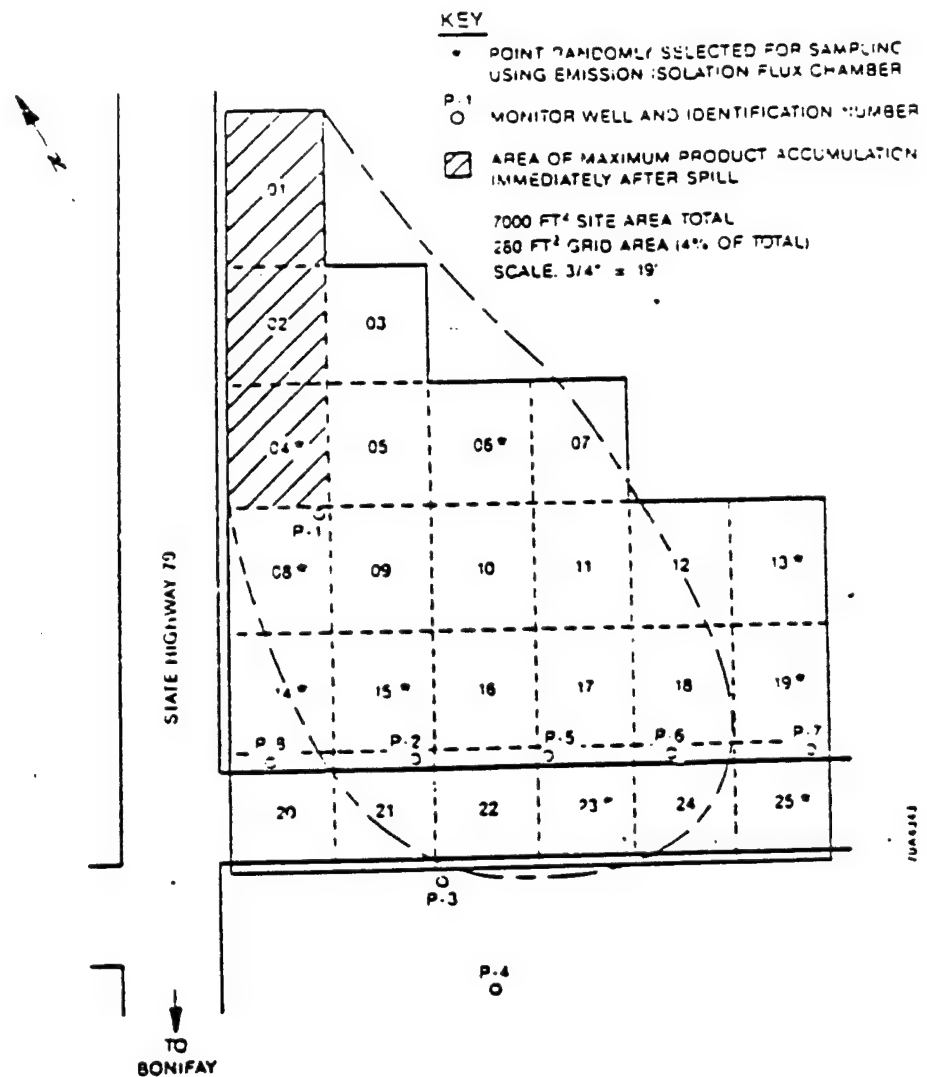 KEY
* POINT RANDOMLY SELECTED FOR SAMPLING
USING EMISSION ISOLATION FLUX CHAMBER
P-1
MONITOR WELL AND IDENTIFICATION NUMBER
AREA OF MAXIMUM PRODUCT ACCUMULATION
IMMEDIATELY AFTER SPILL
7000 FT² SITE AREA TOTAL
280 FT² GRID AREA (4% OF TOTAL)
SCALE: 3/4" = 19'
N
01
02 03
04* 05 06* 07
P-1
08* 09 10 11 12 13*
STATE HIGHWAY 79
14* 15* 16 17 18 19*
P-8 P-2 P-5 P-6 P-7
20 21 22 23* 24 25*
P-3
P-4
TO
BONIFAY